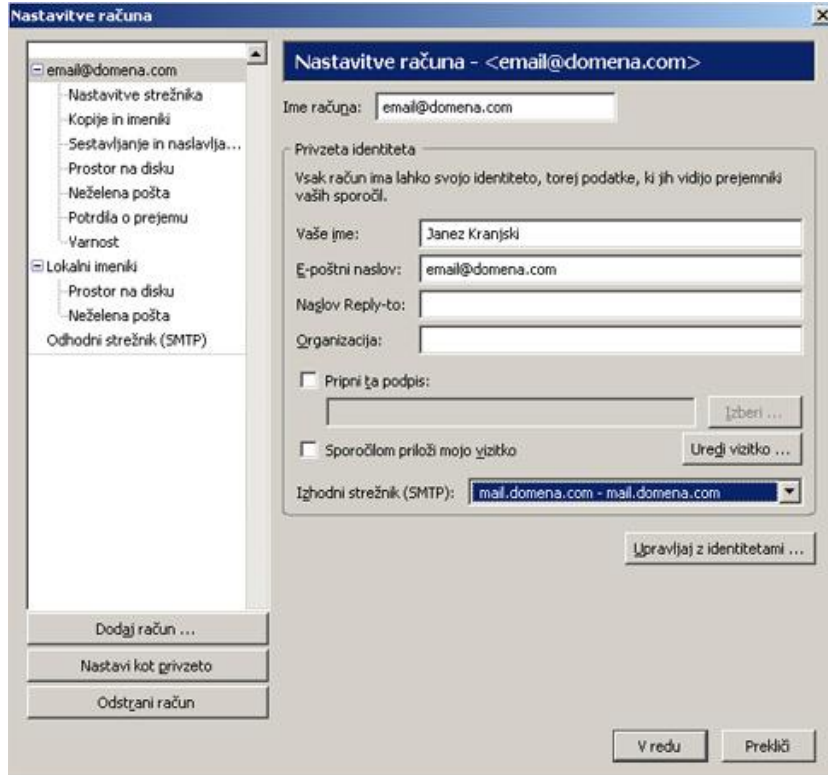 Nastavitve računa
email@domena.com
Nastavitve strežnika
Kopije in imeniki
Sestavljanje in naslavlja...
Prostor na disku
Neželena pošta
Potrdila o prejemu
Varnost
Lokalni imeniki
Prostor na disku
Neželena pošta
Odhodni strežnik (SMTP)
Dodaj račun ...
Nastavi kot privzeto
Odstrani račun
Nastavitve računa - <email@domena.com>
Ime računa: email@domena.com
Privzeta identiteta
Vsak račun ima lahko svojo identiteto, torej podatke, ki jih vidijo prejemniki
vaših sporočil.
Vaše ime: Janez Kranjski
E-poštni naslov: email@domena.com
Naslov Reply-to:
Organizacija:
Pripni ta podpis:
Izberi ...
Sporočilom priloži mojo vizitko Uredi vizitko ...
Izhodni strežnik (SMTP): mail.domena.com - mail.domena.com
Upravljaj z identitetami ...
V redu Prekliči